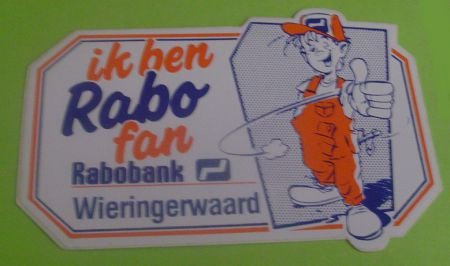 ik ben
Rabo
fan
Rabobank
Wieringerwaard